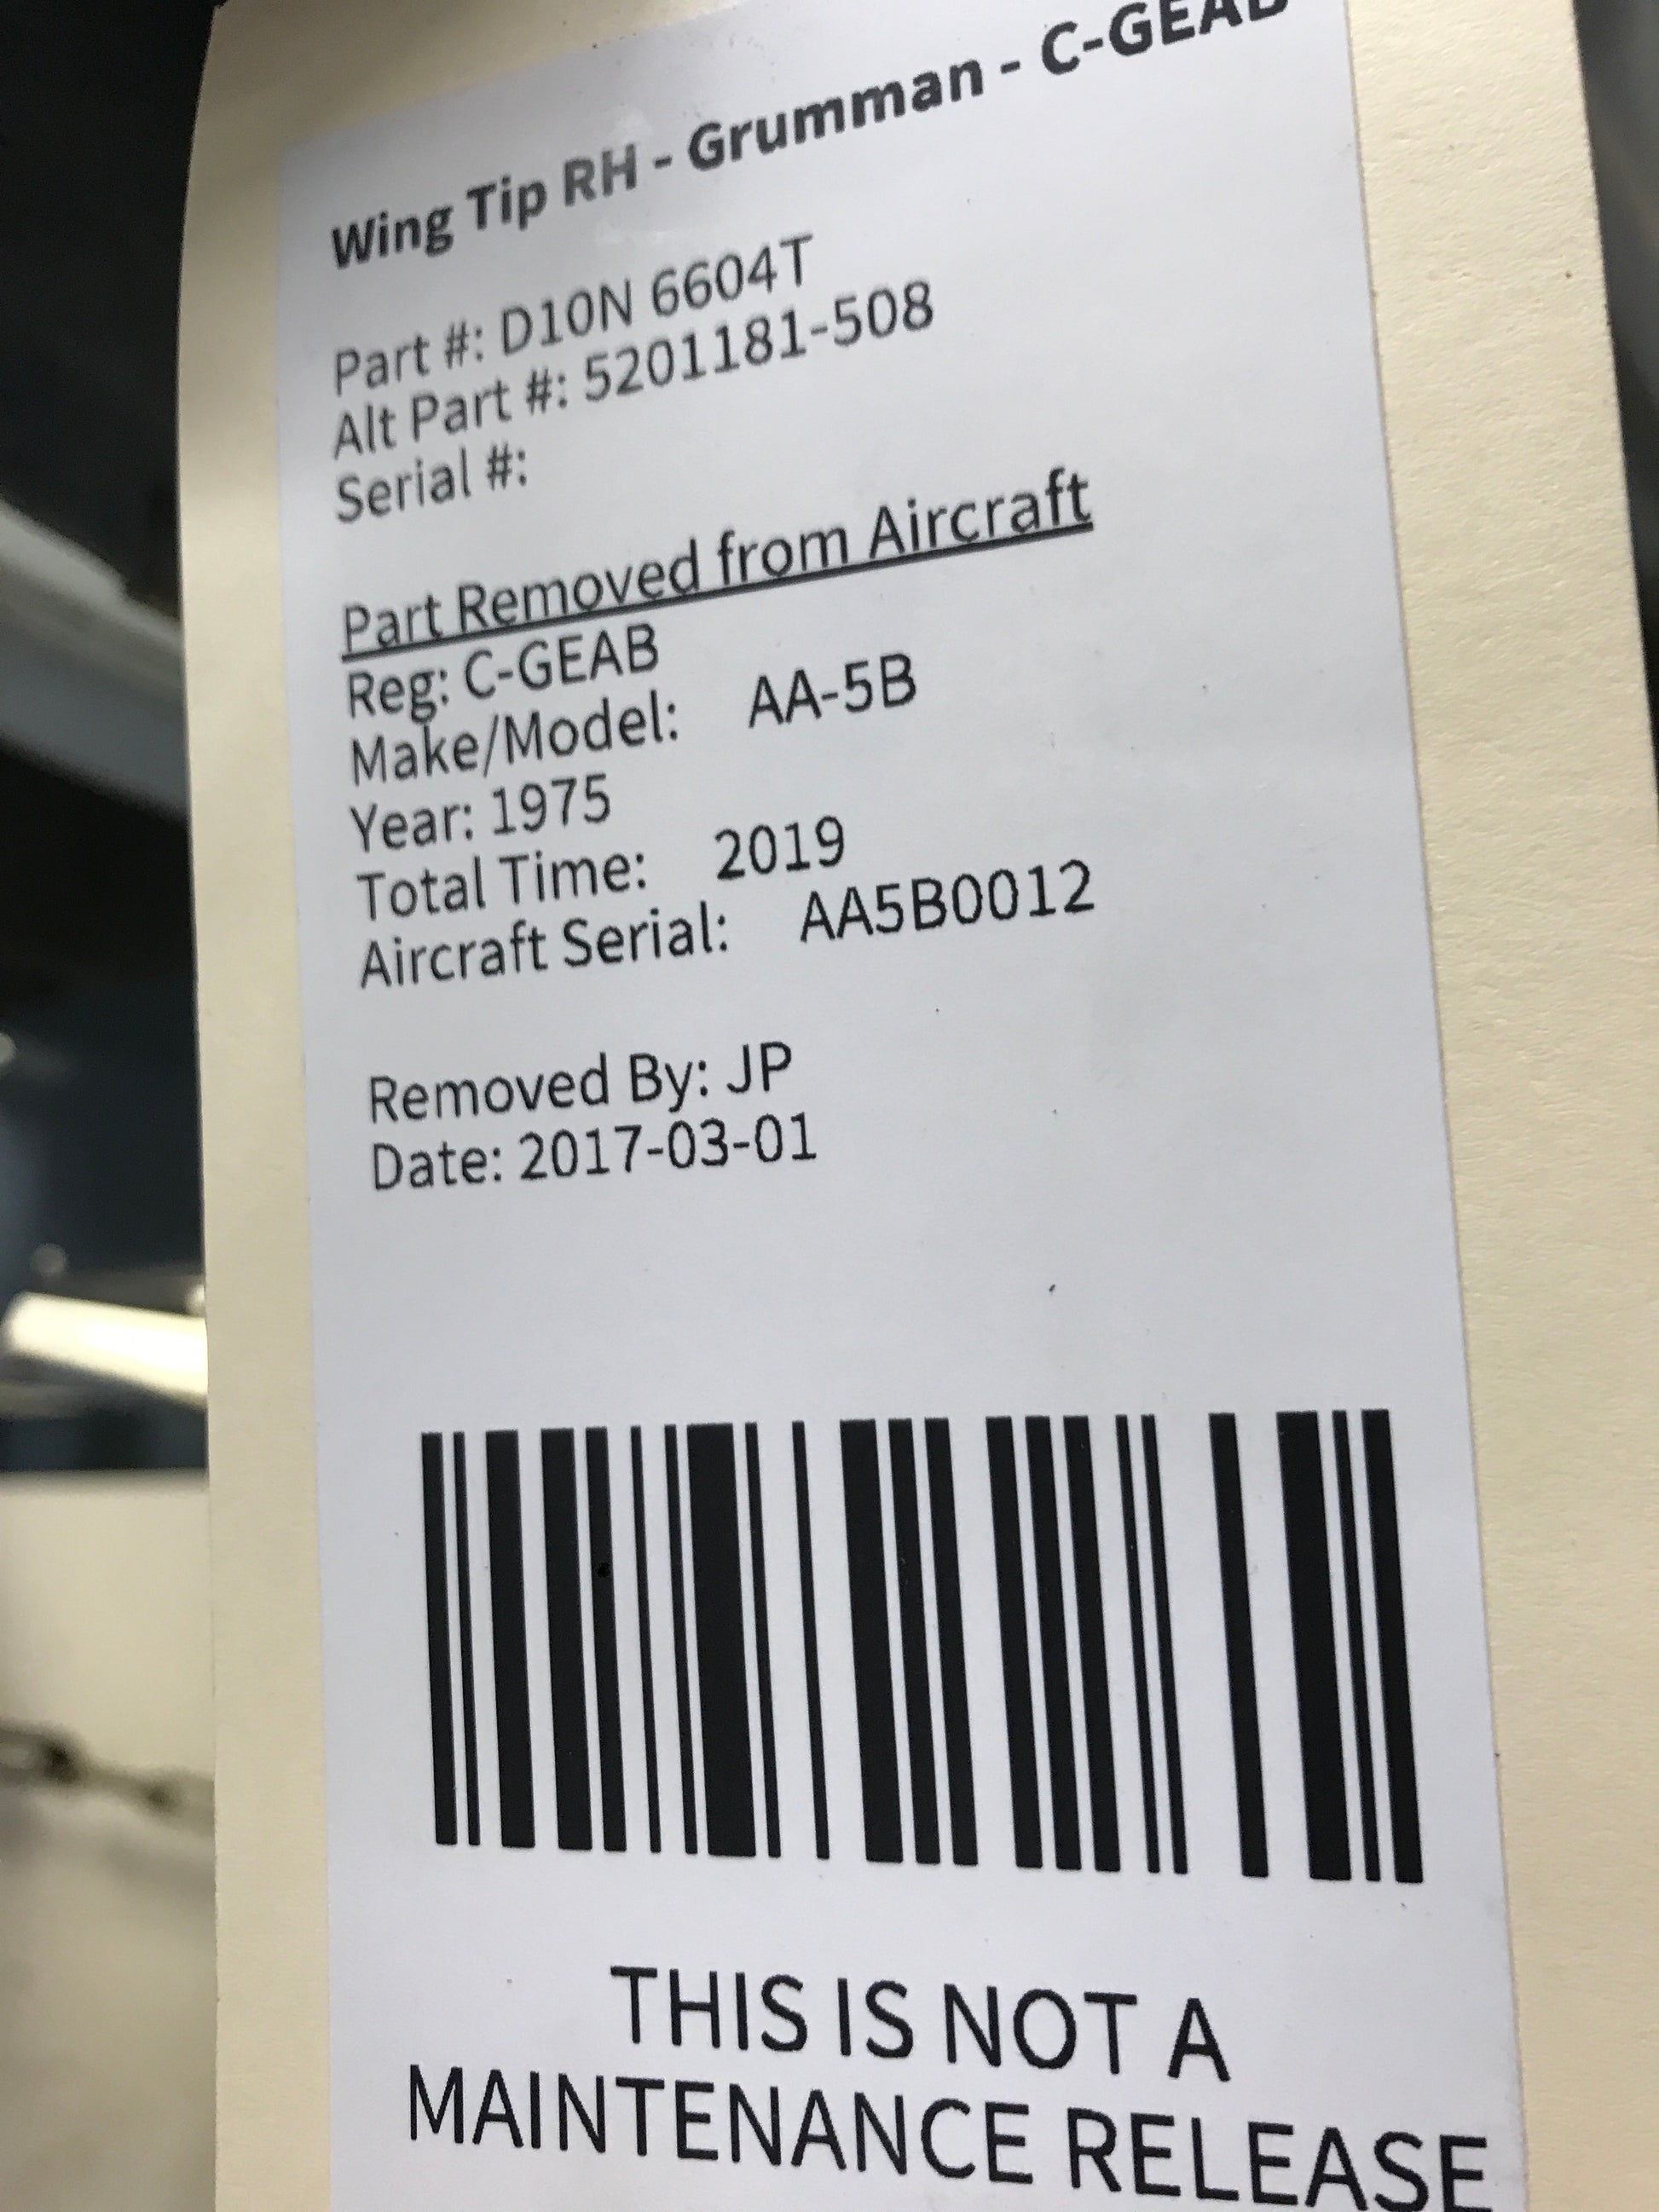 Wing Tip RH - Grumman - C-GEAB
Part #: D10N 6604T
Alt Part #: 5201181-508
Serial #:
Part Removed from Aircraft
Reg: C-GEAB
Make/Model: AA-5B
Year: 1975
Total Time: 2019
Aircraft Serial: AA5B0012
Removed By: JP
Date: 2017-03-01
THIS IS NOT A
MAINTENANCE RELEASE